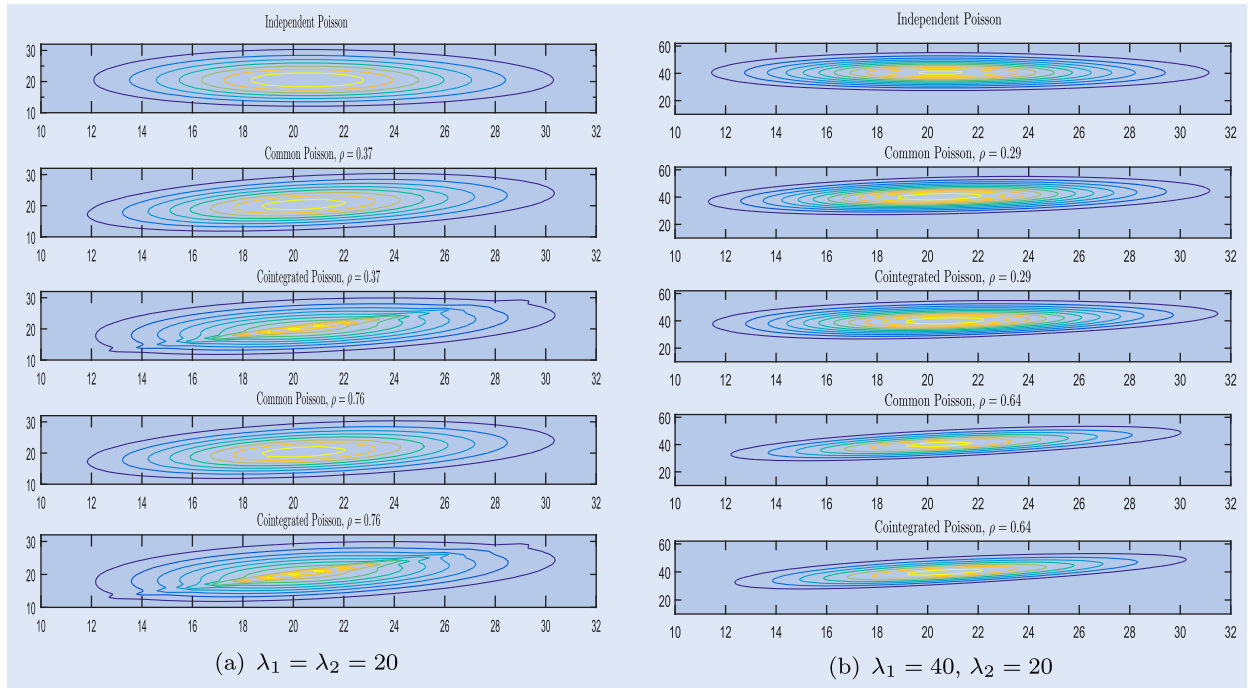 Independent Poisson
30
20
10
10 12 14 16 18 20 22 24 26 28 30 32
Common Poisson, ρ = 0.37
30
20
10
10 12 14 16 18 20 22 24 26 28 30 32
Cointegrated Poisson, ρ = 0.37
30
20
10
10 12 14 16 18 20 22 24 26 28 30 32
Common Poisson, ρ = 0.76
30
20
10
10 12 14 16 18 20 22 24 26 28 30 32
Cointegrated Poisson, ρ = 0.76
30
20
10
10 12 14 16 18 20 22 24 26 28 30 32
(a) λ₁ = λ₂ = 20
Independent Poisson
60
40
20
10 12 14 16 18 20 22 24 26 28 30 32
Common Poisson, ρ = 0.29
60
40
20
10 12 14 16 18 20 22 24 26 28 30 32
Cointegrated Poisson, ρ = 0.29
60
40
20
10 12 14 16 18 20 22 24 26 28 30 32
Common Poisson, ρ = 0.64
60
40
20
10 12 14 16 18 20 22 24 26 28 30 32
Cointegrated Poisson, ρ = 0.64
60
40
20
10 12 14 16 18 20 22 24 26 28 30 32
(b) λ₁ = 40, λ₂ = 20